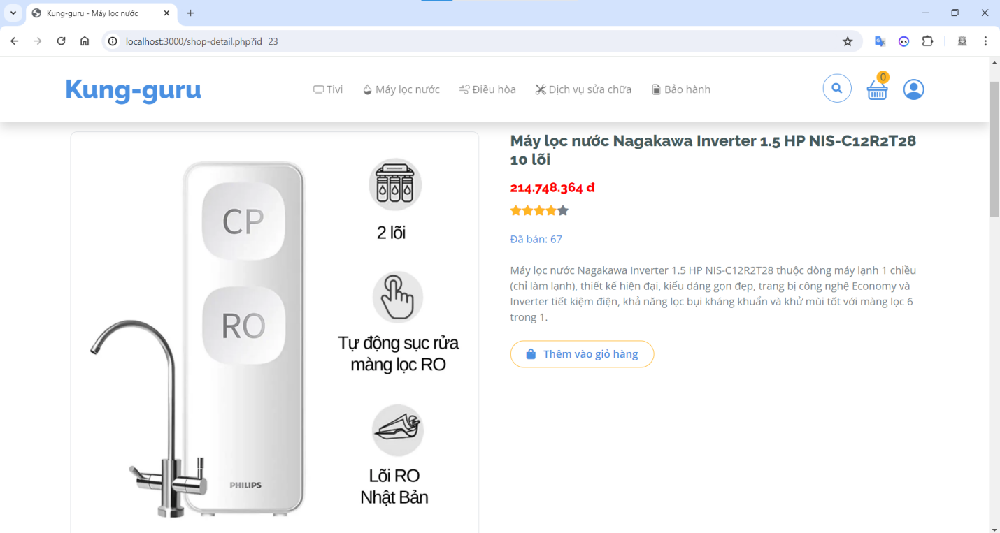 Kung-guru - Máy lọc nước
localhost:3000/shop-detail.php?id=23
Kung-guru
Tivi
Máy lọc nước
Điều hòa
Dịch vụ sửa chữa
Bảo hành
0
CP
RO
PHILIPS
2 lõi
Tự động sục rửa
màng lọc RO
Lõi RO
Nhật Bản
Máy lọc nước Nagakawa Inverter 1.5 HP NIS-C12R2T28
10 lõi
214.748.364 đ
Đã bán: 67
Máy lọc nước Nagakawa Inverter 1.5 HP NIS-C12R2T28 thuộc dòng máy lạnh 1 chiều
(chỉ làm lạnh), thiết kế hiện đại, kiểu dáng gọn đẹp, trang bị công nghệ Economy và
Inverter tiết kiệm điện, khả năng lọc bụi kháng khuẩn và khử mùi tốt với màng lọc 6
trong 1.
Thêm vào giỏ hàng